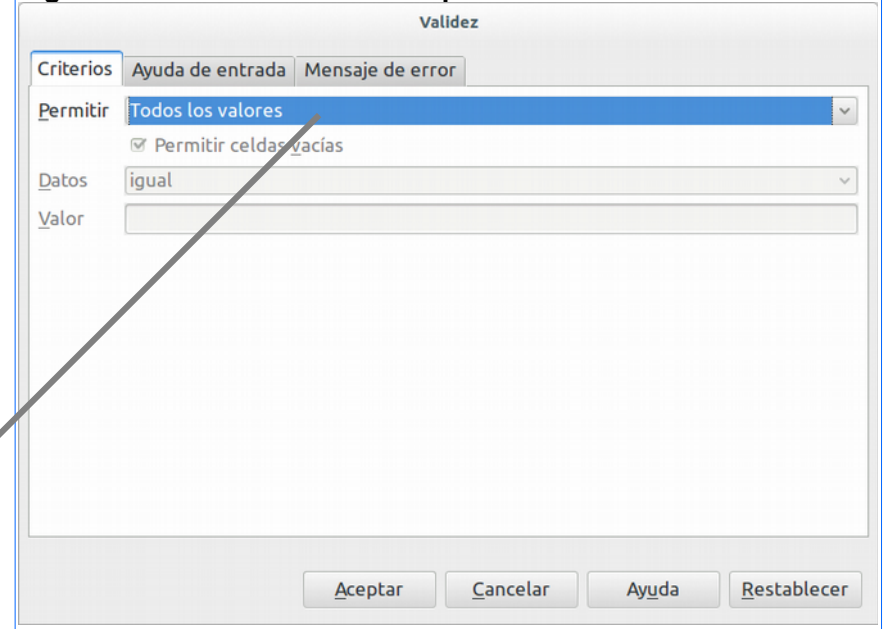 Validez
Criterios Ayuda de entrada Mensaje de error
Permitir Todos los valores
Permitir celdas vacías
Datos igual
Valor
Aceptar Cancelar Ayuda Restablecer